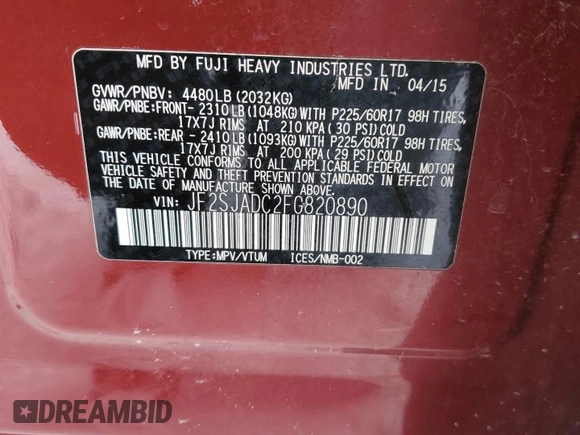 MFD BY FUJI HEAVY INDUSTRIES LTD.
MFD IN 04/15
GVWR/PNBV: 4480LB(2032KG)
GAWR/PNBE:FRONT- 2310LB(1048KG)WITH P225/60R17 98H TIRES,
17X7J RIMS AT 210 KPA(30 PSI)COLD
GAWR/PNBE:REAR - 2410LB(1093KG)WITH P225/60R17 98H TIRES,
17X7J RIMS AT 200 KPA(29 PSI)COLD
THIS VEHICLE CONFORMS TO ALL APPLICABLE FEDERAL MOTOR
VEHICLE SAFETY AND THEFT PREVENTION STANDARDS IN EFFECT
ON THE DATE OF MANUFACTURE SHOWN ABOVE.
VIN: JF2SJADC2FG820890
TYPE:MPV/VTUM ICES/NMB-002
DREAMBID